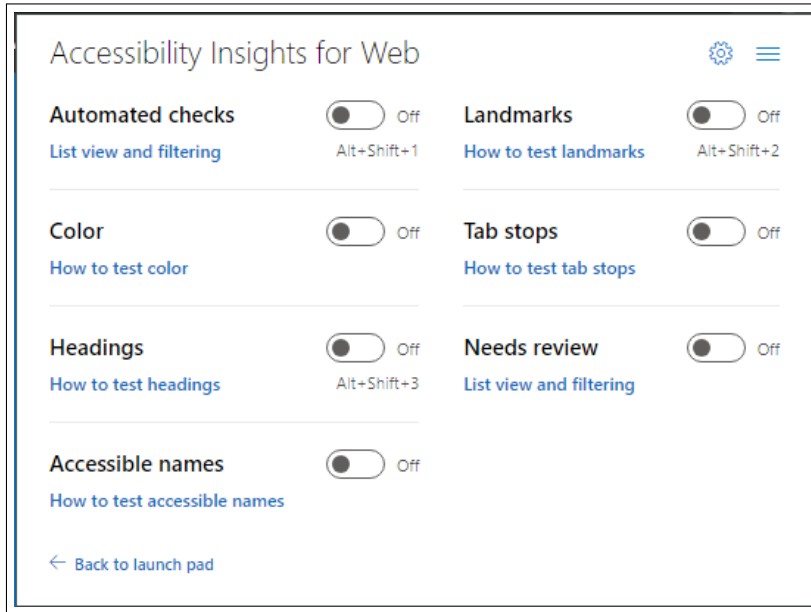 Accessibility Insights for Web
Automated checks Off
List view and filtering Alt+Shift+1
Landmarks Off
How to test landmarks Alt+Shift+2
Color Off
How to test color
Tab stops Off
How to test tab stops
Headings Off
How to test headings Alt+Shift+3
Needs review Off
List view and filtering
Accessible names Off
How to test accessible names
Back to launch pad